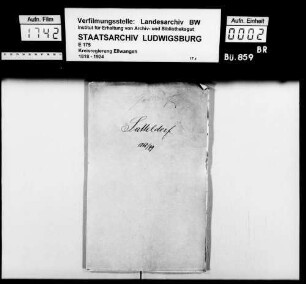 Aufn. Film
1742
Verfilmungsstelle: Landesarchiv BW
Institut für Erhaltung von Archiv- und Bibliotheksgut
STAATSARCHIV LUDWIGSBURG
E 175
Kreisregierung Ellwangen
1818 - 1924
Aufn. Einheit
0002
BR
Bü. 859
Satteldorf